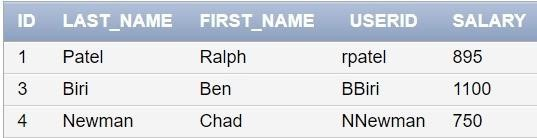 ID LAST_NAME FIRST_NAME USERID SALARY
1 Patel Ralph rpatel 895
3 Biri Ben BBiri 1100
4 Newman Chad NNewman 750